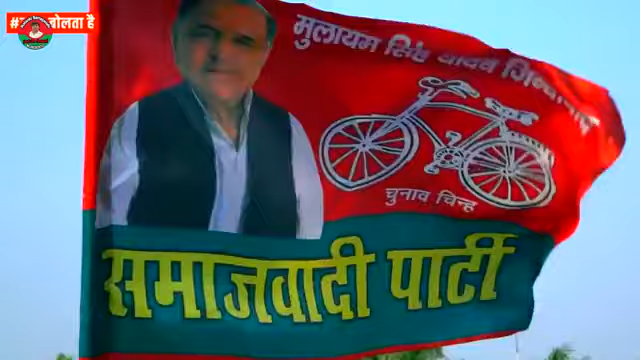 बोलता है
मुलायम सिंह यादव जिन्दाबाद
चुनाव चिन्ह
समाजवादी पार्टी